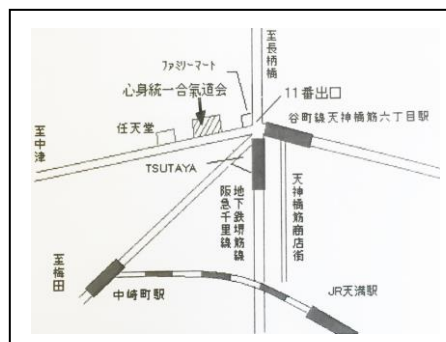 至長柄橋
ファミリーマート
11番出口
心身統一合氣道会
谷町線天神橋筋六丁目駅
任天堂
至中津
TSUTAYA
地下鉄堺筋線
阪急千里線
天神橋筋商店街
至梅田
中崎町駅
JR天満駅